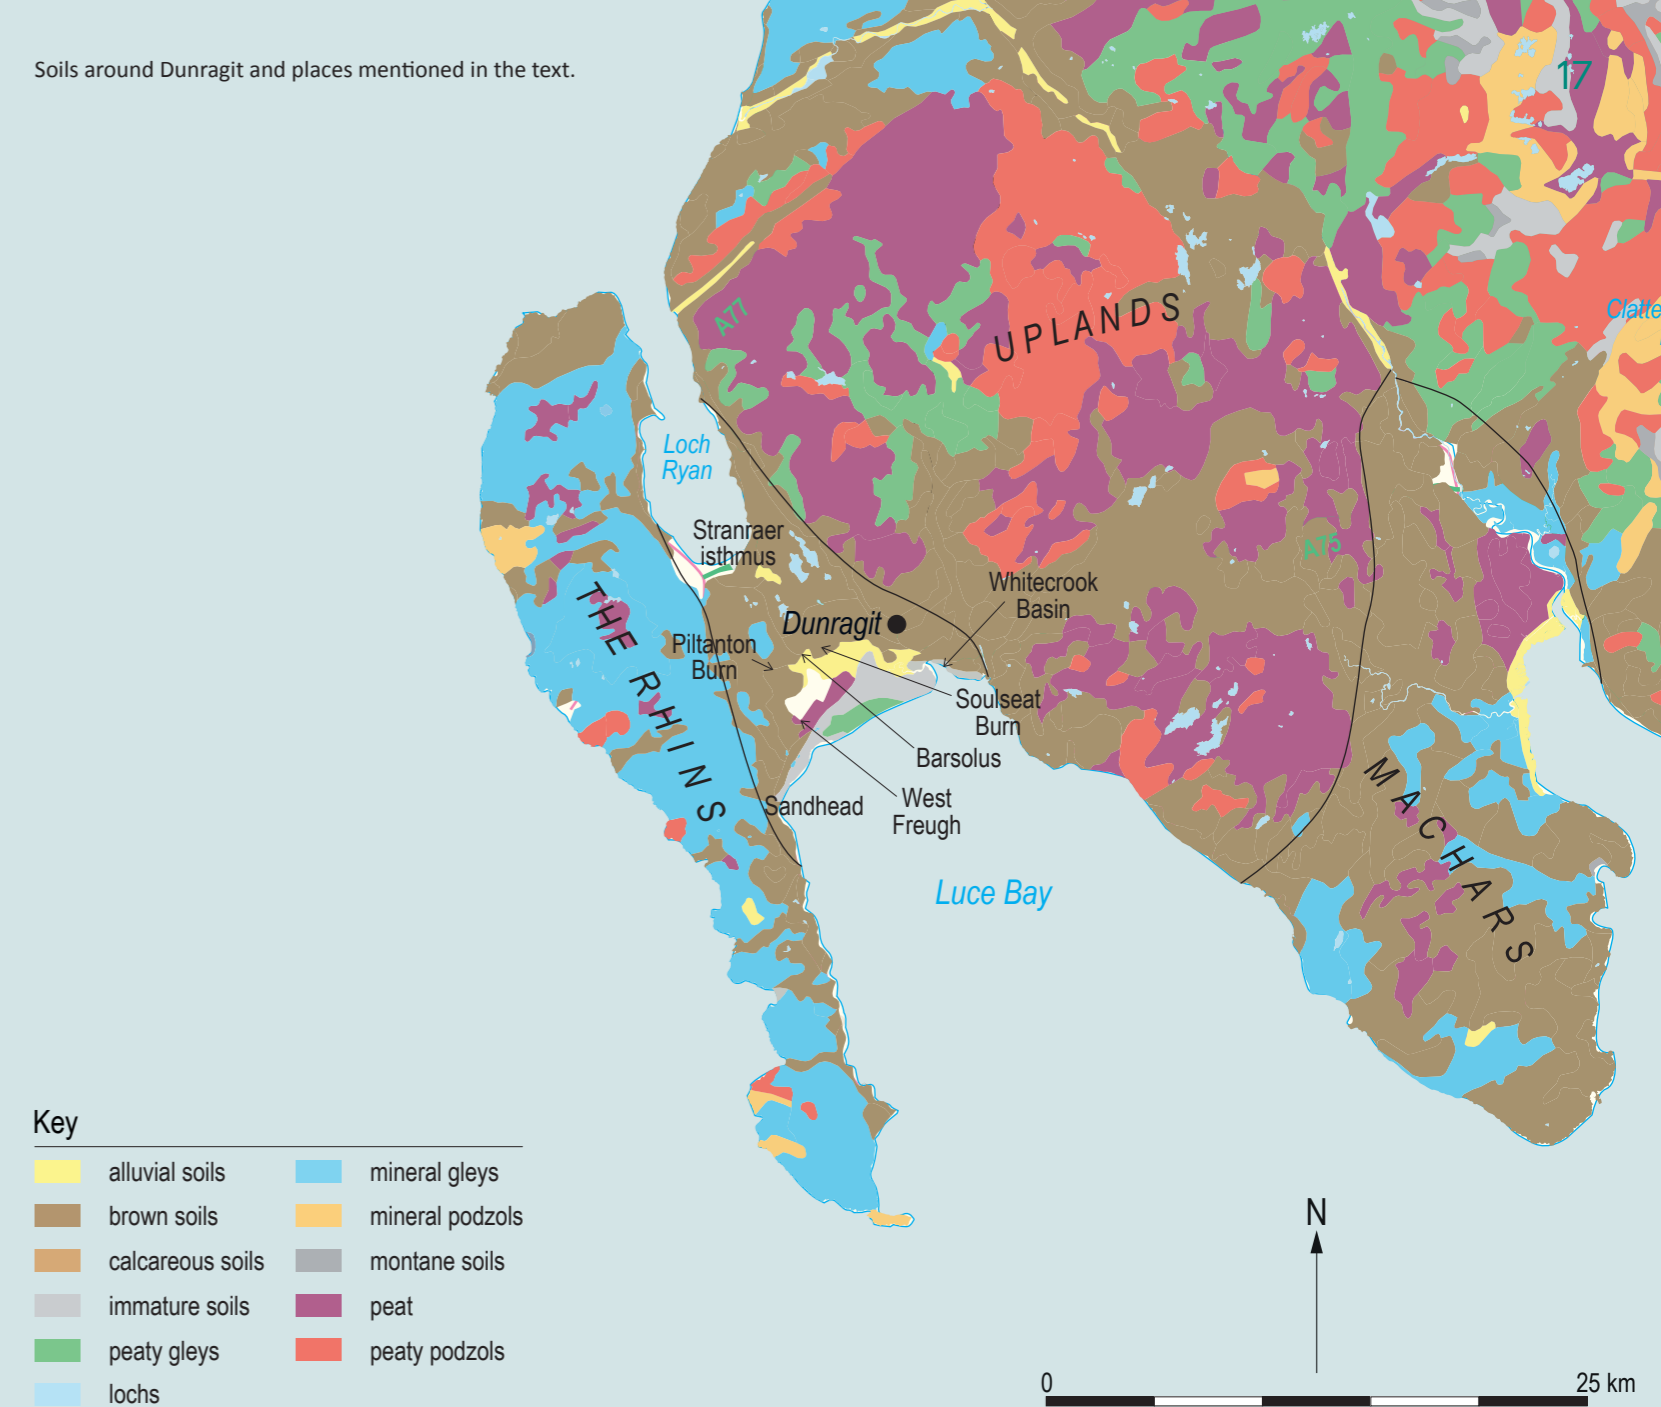 Soils around Dunragit and places mentioned in the text.
17
A77
UPLANDS
Clatte
Loch
Ryan
Stranraer
isthmus
A75
Whitecrook
Basin
THE RHINS
Dunragit
Piltanton
Burn
Soulseat
Burn
Barsolus
West
Freugh
Sandhead
MACHARS
Luce Bay
Key
alluvial soils
mineral gleys
brown soils
mineral podzols
calcareous soils
montane soils
immature soils
peat
peaty gleys
peaty podzols
lochs
N
0
25 km